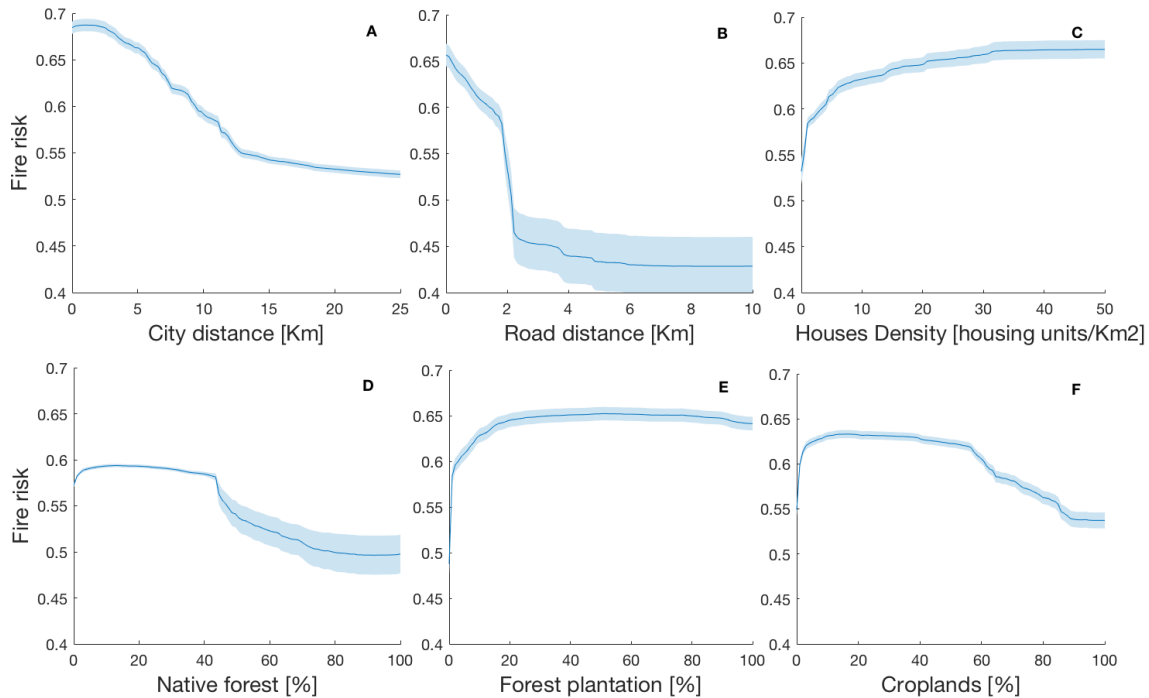 A
B
C
0.7
0.65
0.6
0.55
0.5
0.45
0.4
Fire risk
0 5 10 15 20 25
City distance [Km]
0.7
0.65
0.6
0.55
0.5
0.45
0.4
0 2 4 6 8 10
Road distance [Km]
0.7
0.65
0.6
0.55
0.5
0.45
0.4
0 10 20 30 40 50
Houses Density [housing units/Km2]
D
E
F
0.7
0.65
0.6
0.55
0.5
0.45
0.4
Fire risk
0 20 40 60 80 100
Native forest [%]
0.7
0.65
0.6
0.55
0.5
0.45
0.4
0 20 40 60 80 100
Forest plantation [%]
0.7
0.65
0.6
0.55
0.5
0.45
0.4
0 20 40 60 80 100
Croplands [%]